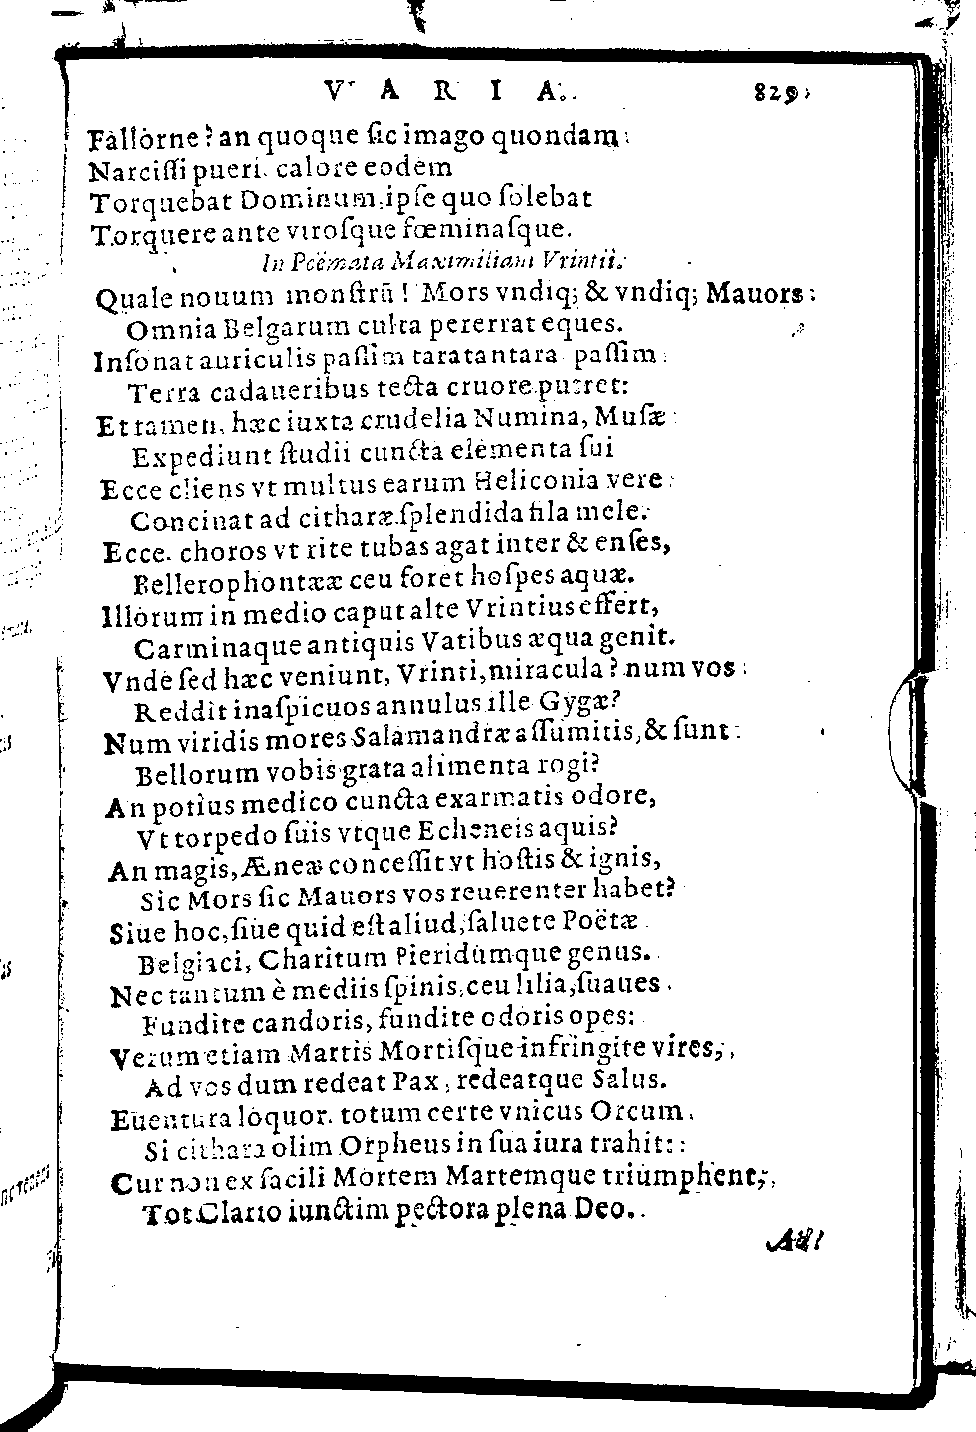 VARIA. 829
Fallorne? an quoque sic imago quondam
Narcissi pueri calore eodem
Torquebat Dominum, ipse quo solebat
Torquere ante virosque fœminasque.
In Poëmata Maximiliani Vrintii.
Quale nouum monstrū! Mors vndiq; & vndiq; Mauors:
Omnia Belgarum culta pererrat eques.
Insonat auriculis passim taratantara passim:
Terra cadaueribus tecta cruore putret:
Et tamen, hæc iuxta crudelia Numina, Musæ
Expediunt studii cuncta elementa sui
Ecce cliens vt multus earum Heliconia vere
Concinat ad citharæ splendida fila mele.
Ecce choros vt rite tubas agat inter & enses,
Bellerophontææ ceu foret hospes aquæ.
Illorum in medio caput alte Vrintius effert,
Carminaque antiquis Vatibus æqua genit.
Vnde sed hæc veniunt, Vrinti, miracula? num vos
Reddit inaspicuos annulus ille Gygæ?
Num viridis mores Salamandræ assumitis, & sunt
Bellorum vobis grata alimenta rogi?
An potius medico cuncta exarmatis odore,
Vt torpedo suis vtque Echeneis aquis?
An magis, Æneæ concessit vt hostis & ignis,
Sic Mors sic Mauors vos reuerenter habet?
Siue hoc, siue quid est aliud, saluete Poëtæ
Belgiaci, Charitum Pieridumque genus.
Nec tantum è mediis spinis, ceu lilia, suaues
Fundite candoris, fundite odoris opes:
Verum etiam Martis Mortisque infringite vires,
Ad vos dum redeat Pax, redeatque Salus.
Euentura loquor. totum certe vnicus Orcum
Si cithara olim Orpheus in sua iura trahit:
Cur non ex facili Mortem Martemque triumphent,
Tot Clario iunctim pectora plena Deo.